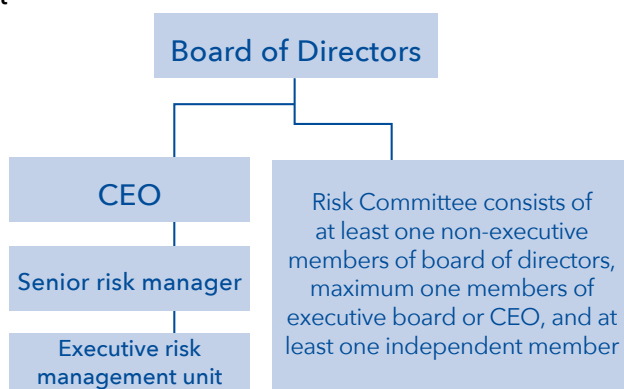 Board of Directors
CEO
Senior risk manager
Executive risk
management unit
Risk Committee consists of
at least one non-executive
members of board of directors,
maximum one members of
executive board or CEO, and at
least one independent member